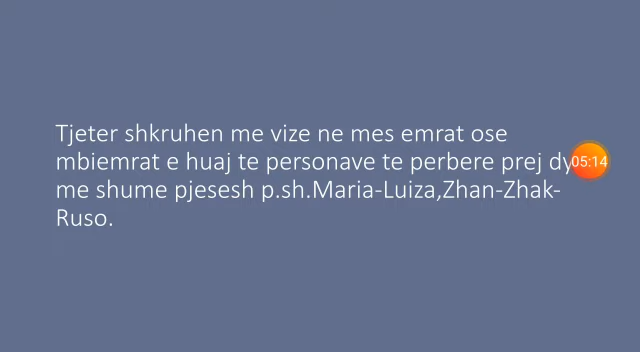 Tjeter shkruhen me vize ne mes emrat ose
mbiemrat e huaj te personave te perbere prej dy
me shume pjesesh p.sh.Maria-Luiza,Zhan-Zhak-
Ruso.
05:14